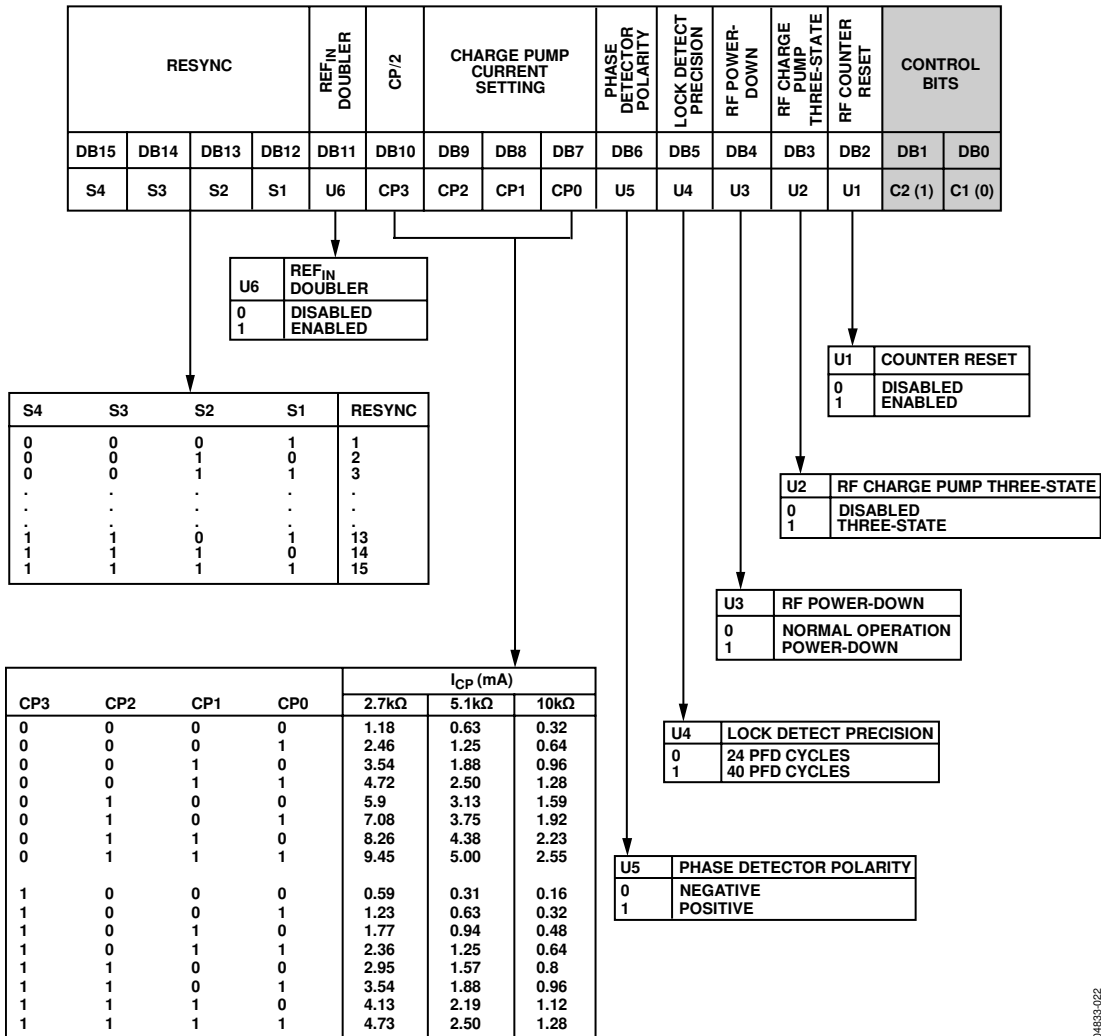 RESYNC
REFIN DOUBLER
CP/2
CHARGE PUMP
CURRENT
SETTING
PHASE
DETECTOR
POLARITY
LOCK DETECT
PRECISION
RF POWER-
DOWN
RF CHARGE
PUMP
THREE-STATE
RF COUNTER
RESET
CONTROL
BITS
DB15 DB14 DB13 DB12 DB11 DB10 DB9 DB8 DB7 DB6 DB5 DB4 DB3 DB2 DB1 DB0
S4 S3 S2 S1 U6 CP3 CP2 CP1 CP0 U5 U4 U3 U2 U1 C2 (1) C1 (0)
U6 REFIN DOUBLER
0 DISABLED
1 ENABLED
U1 COUNTER RESET
0 DISABLED
1 ENABLED
S4 S3 S2 S1 RESYNC
0 0 0 1 1
0 0 1 0 2
0 0 1 1 3
. . . . .
. . . . .
. . . . .
1 1 0 1 13
1 1 1 0 14
1 1 1 1 15
U2 RF CHARGE PUMP THREE-STATE
0 DISABLED
1 THREE-STATE
U3 RF POWER-DOWN
0 NORMAL OPERATION
1 POWER-DOWN
ICP (mA)
CP3 CP2 CP1 CP0 2.7kΩ 5.1kΩ 10kΩ
0 0 0 0 1.18 0.63 0.32
0 0 0 1 2.46 1.25 0.64
0 0 1 0 3.54 1.88 0.96
0 0 1 1 4.72 2.50 1.28
0 1 0 0 5.9 3.13 1.59
0 1 0 1 7.08 3.75 1.92
0 1 1 0 8.26 4.38 2.23
0 1 1 1 9.45 5.00 2.55
1 0 0 0 0.59 0.31 0.16
1 0 0 1 1.23 0.63 0.32
1 0 1 0 1.77 0.94 0.48
1 0 1 1 2.36 1.25 0.64
1 1 0 0 2.95 1.57 0.8
1 1 0 1 3.54 1.88 0.96
1 1 1 0 4.13 2.19 1.12
1 1 1 1 4.73 2.50 1.28
U4 LOCK DETECT PRECISION
0 24 PFD CYCLES
1 40 PFD CYCLES
U5 PHASE DETECTOR POLARITY
0 NEGATIVE
1 POSITIVE
04833-022